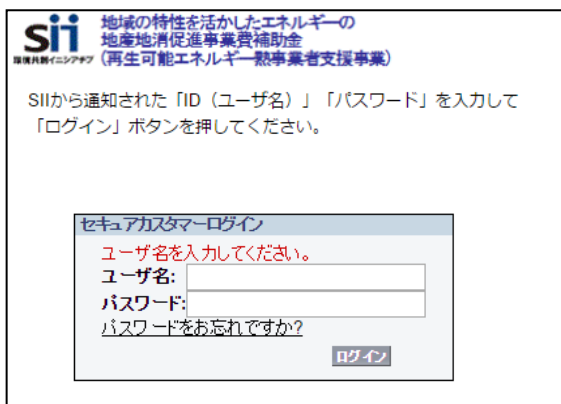 Sii
地域の特性を活かしたエネルギーの
地産地消促進事業費補助金
環境共創イニシアチブ
(再生可能エネルギー熱事業者支援事業)
SIIから通知された「ID（ユーザ名）」「パスワード」を入力して
「ログイン」ボタンを押してください。
セキュアカスタマーログイン
ユーザ名を入力してください。
ユーザ名:
パスワード:
パスワードをお忘れですか?
ログイン